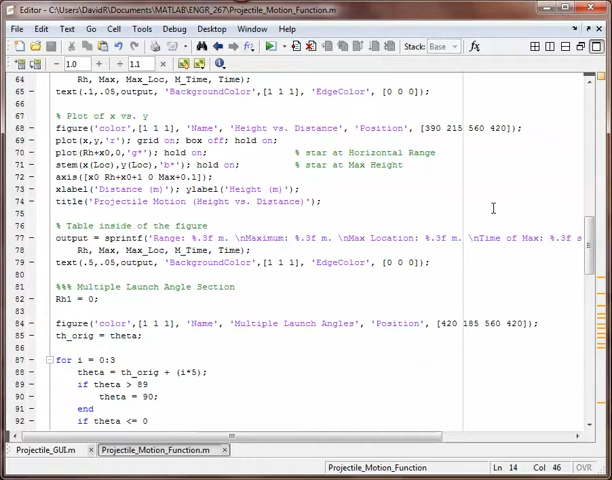 Editor - C:\Users\DavidR\Documents\MATLAB\ENGR_267\Projectile_Motion_Function.m
File Edit Text Go Cell Tools Debug Desktop Window Help
Stack: Base fx
- 1.0 + ÷ 1.1 ×
64 Rh, Max, Max_Loc, M_Time, Time);
65 - text(.1,.05,output, 'BackgroundColor',[1 1 1], 'EdgeColor', [0 0 0]);
66
67 % Plot of x vs. y
68 - figure('color',[1 1 1], 'Name', 'Height vs. Distance', 'Position', [390 215 560 420]);
69 - plot(x,y,'r'); grid on; box off; hold on;
70 - plot(Rh+x0,0,'g*'); hold on; % star at Horizontal Range
71 - stem(x(Loc),y(Loc),'b*'); hold on; % star at Max Height
72 - axis([x0 Rh+x0+1 0 Max+0.1]);
73 - xlabel('Distance (m)'); ylabel('Height (m)');
74 - title('Projectile Motion (Height vs. Distance)');
75
76 % Table inside of the figure
77 - output = sprintf('Range: %.3f m. \nMaximum: %.3f m. \nMax Location: %.3f m. \nTime of Max: %.3f s
78 Rh, Max, Max_Loc, M_Time, Time);
79 - text(.5,.05,output, 'BackgroundColor',[1 1 1], 'EdgeColor', [0 0 0]);
80
81 %%% Multiple Launch Angle Section
82 - Rh1 = 0;
83
84 - figure('color',[1 1 1], 'Name', 'Multiple Launch Angles', 'Position', [420 185 560 420]);
85 - th_orig = theta;
86
87 - for i = 0:3
88 - theta = th_orig + (i*5);
89 - if theta > 89
90 - theta = 90;
91 - end
92 - if theta <= 0
Projectile_GUI.m × Projectile_Motion_Function.m ×
Projectile_Motion_Function Ln 14 Col 46 OVR